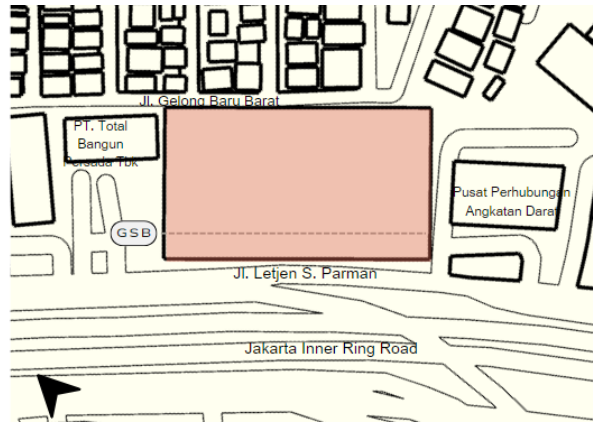 Jl. Gelong Baru Barat
PT. Total
Bangun
Persada Tbk
Pusat Perhubungan
Angkatan Darat
GSB
Jl. Letjen S. Parman
Jakarta Inner Ring Road